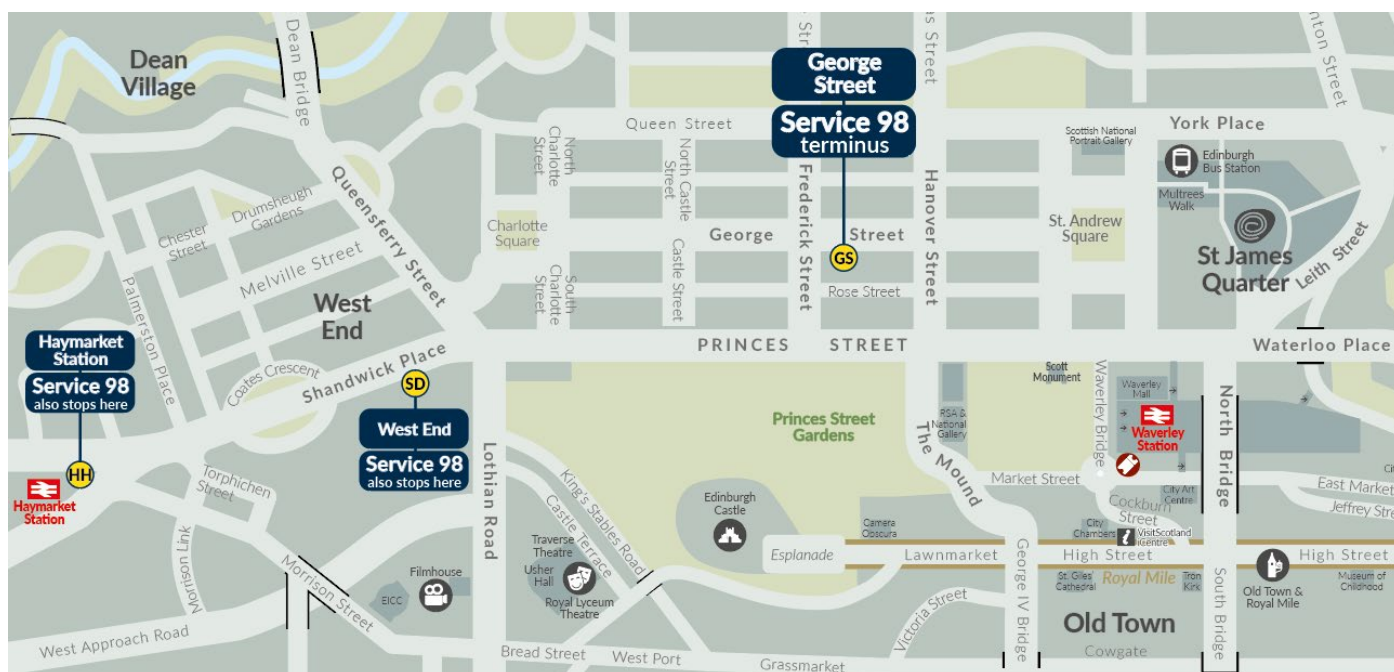 Dean
Village
Dean Bridge
George
Street
Service 98
terminus
as Street
nton Street
Queen Street
York Place
Scottish National
Portrait Gallery
Edinburgh
Bus Station
North
Charlotte
Street
North Castle
Street
Frederick Street
Hanover Street
Multrees
Walk
Drumsheugh
Gardens
Queensferry Street
Chester
Street
Charlotte
Square
George
Street
GS
St. Andrew
Square
St James
Quarter
Leith Street
Melville Street
Palmerston Place
South
Charlotte
Street
Castle Street
Rose Street
West
End
PRINCES STREET
Waterloo Place
Haymarket
Station
Service 98
also stops here
Coates Crescent
Shandwick Place
SD
West End
Service 98
also stops here
Scott
Monument
Waverley Bridge
Waverley
Mall
Waverley
Station
North Bridge
Princes Street
Gardens
RSA &
National
Gallery
The Mound
Lothian Road
HH
Haymarket
Station
Torphichen
Street
King's Stables Road
Castle Terrace
Market Street
City Art
Centre
East Market
Jeffrey Stre
Cockburn
Street
Edinburgh
Castle
Camera
Obscura
City
Chambers
VisitScotland
iCentre
Traverse
Theatre
Usher
Hall
Royal Lyceum
Theatre
Esplanade
Lawnmarket
High Street
High Street
Morrison Link
Morrison Street
Filmhouse
EICC
George IV Bridge
St. Giles'
Cathedral
Royal Mile
Tron
Kirk
South Bridge
Old Town &
Royal Mile
Museum of
Childhood
Victoria Street
Old Town
West Approach Road
Bread Street
West Port
Grassmarket
Cowgate